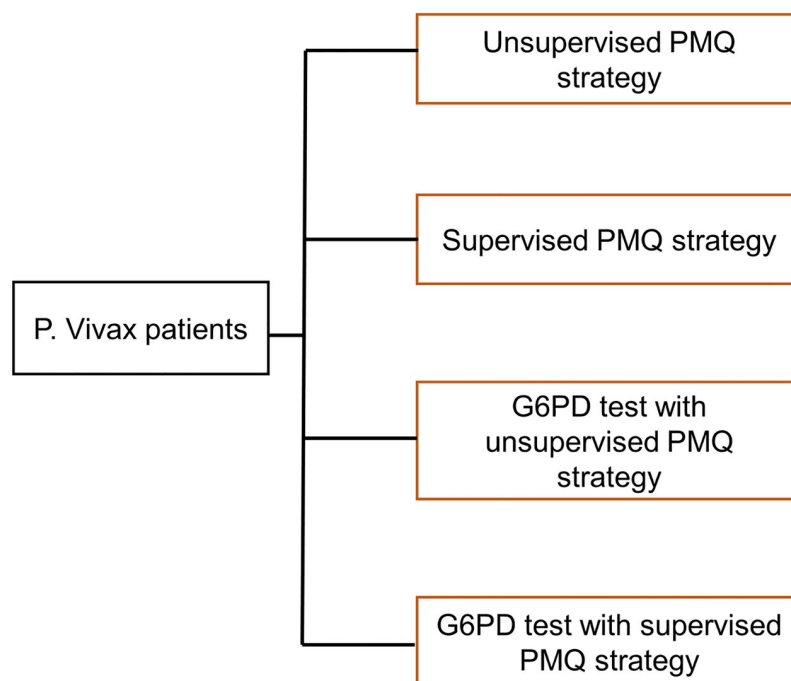 Unsupervised PMQ
strategy
Supervised PMQ strategy
P. Vivax patients
G6PD test with
unsupervised PMQ
strategy
G6PD test with supervised
PMQ strategy